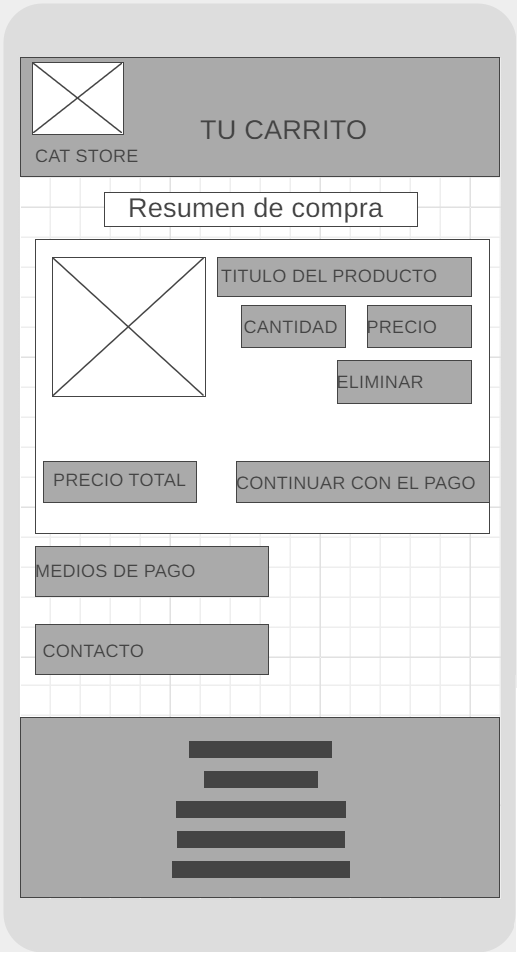 TU CARRITO
CAT STORE
Resumen de compra
TITULO DEL PRODUCTO
CANTIDAD
PRECIO
ELIMINAR
PRECIO TOTAL
CONTINUAR CON EL PAGO
MEDIOS DE PAGO
CONTACTO